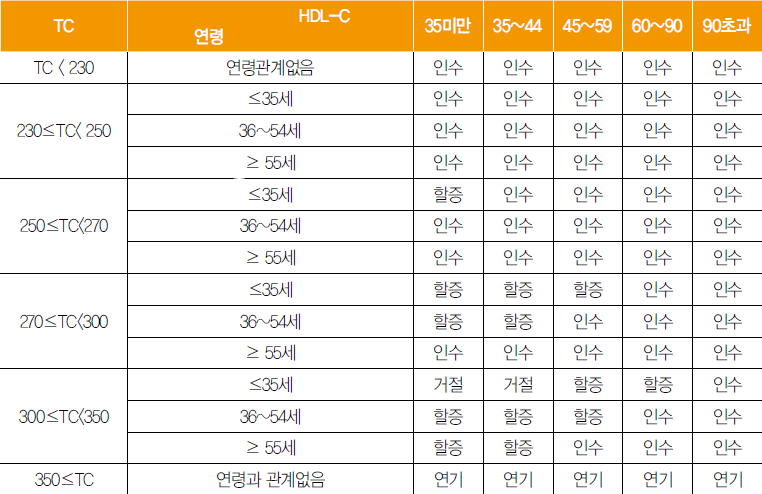 TC HDL-C 연령 35미만 35~44 45~59 60~90 90초과
TC < 230 연령관계없음 인수 인수 인수 인수 인수
230≤TC< 250 ≤35세 인수 인수 인수 인수 인수
36~54세 인수 인수 인수 인수 인수
≥ 55세 인수 인수 인수 인수 인수
250≤TC<270 ≤35세 할증 인수 인수 인수 인수
36~54세 인수 인수 인수 인수 인수
≥ 55세 인수 인수 인수 인수 인수
270≤TC<300 ≤35세 할증 할증 할증 인수 인수
36~54세 할증 할증 인수 인수 인수
≥ 55세 인수 인수 인수 인수 인수
300≤TC<350 ≤35세 거절 거절 할증 할증 인수
36~54세 할증 할증 할증 인수 인수
≥ 55세 할증 할증 인수 인수 인수
350≤TC 연령과 관계없음 연기 연기 연기 연기 연기